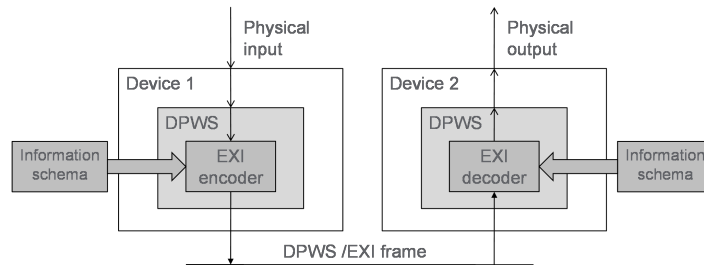 Physical
input
Physical
output
Device 1
Device 2
DPWS
DPWS
Information
schema
EXI
encoder
EXI
decoder
Information
schema
DPWS /EXI frame